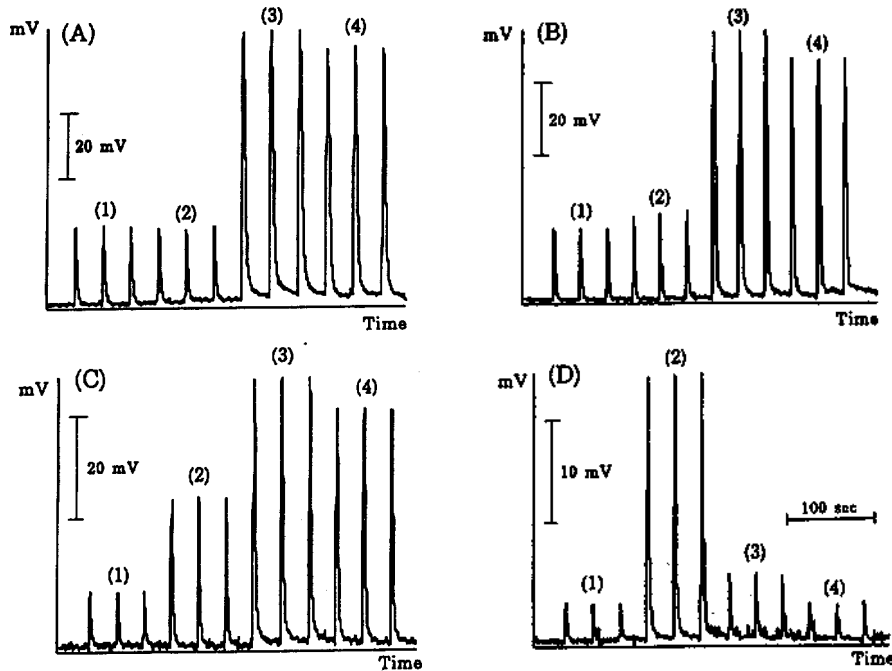 mV (A) (3) (4)
20 mV
(1) (2)
Time
mV (B) (3) (4)
20 mV
(1) (2)
Time
mV (C) (3) (4)
20 mV (2)
(1)
Time
mV (D) (2)
10 mV
100 sec
(1) (3) (4)
Time